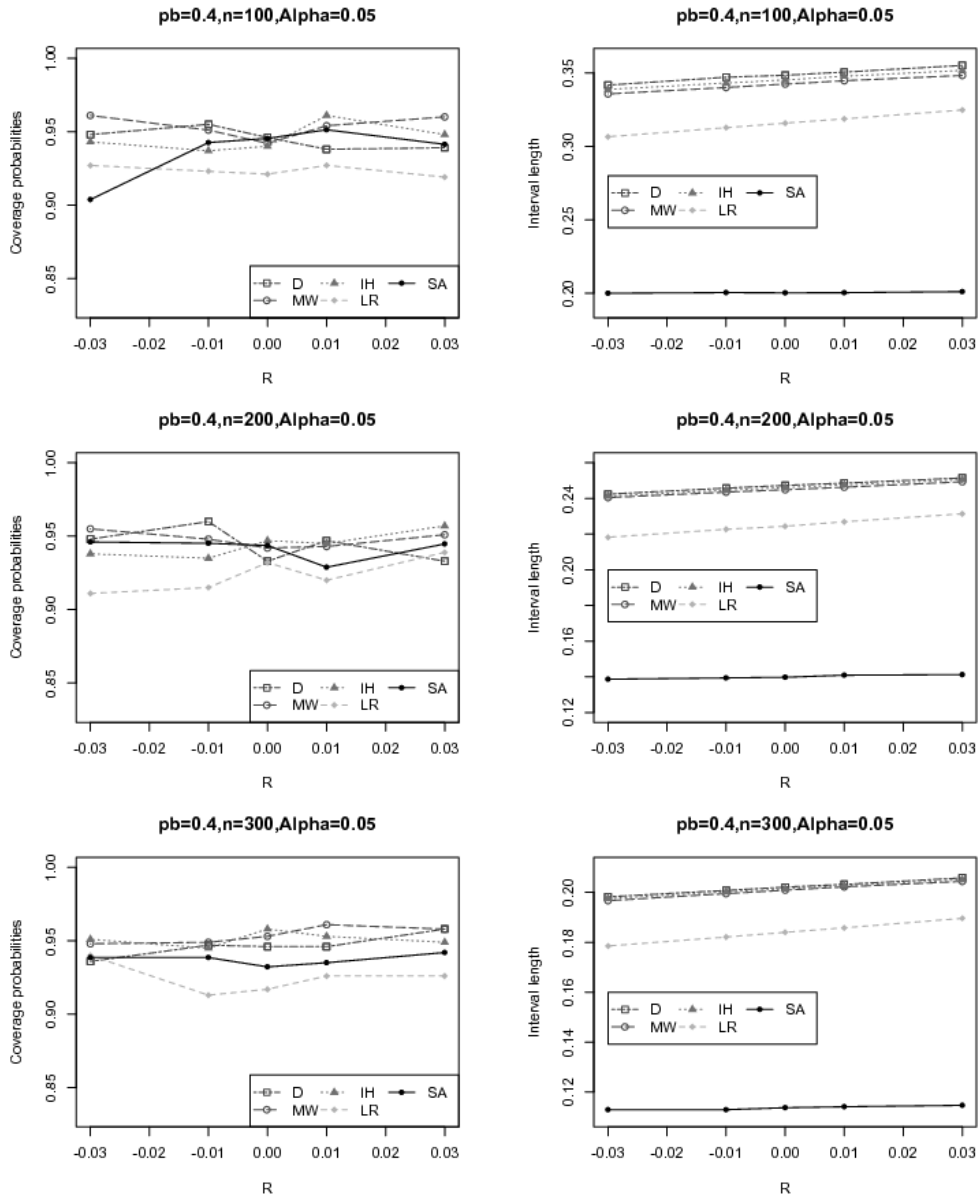 pb=0.4,n=100,Alpha=0.05
Coverage probabilities
1.00
0.95
0.90
0.85
D IH SA
MW LR
-0.03 -0.02 -0.01 0.00 0.01 0.02 0.03
R
pb=0.4,n=100,Alpha=0.05
Interval length
0.35
0.30
0.25
0.20
D IH SA
MW LR
-0.03 -0.02 -0.01 0.00 0.01 0.02 0.03
R
pb=0.4,n=200,Alpha=0.05
Coverage probabilities
1.00
0.95
0.90
0.85
D IH SA
MW LR
-0.03 -0.02 -0.01 0.00 0.01 0.02 0.03
R
pb=0.4,n=200,Alpha=0.05
Interval length
0.24
0.20
0.16
0.12
D IH SA
MW LR
-0.03 -0.02 -0.01 0.00 0.01 0.02 0.03
R
pb=0.4,n=300,Alpha=0.05
Coverage probabilities
1.00
0.95
0.90
0.85
D IH SA
MW LR
-0.03 -0.02 -0.01 0.00 0.01 0.02 0.03
R
pb=0.4,n=300,Alpha=0.05
Interval length
0.20
0.18
0.16
0.14
0.12
D IH SA
MW LR
-0.03 -0.02 -0.01 0.00 0.01 0.02 0.03
R